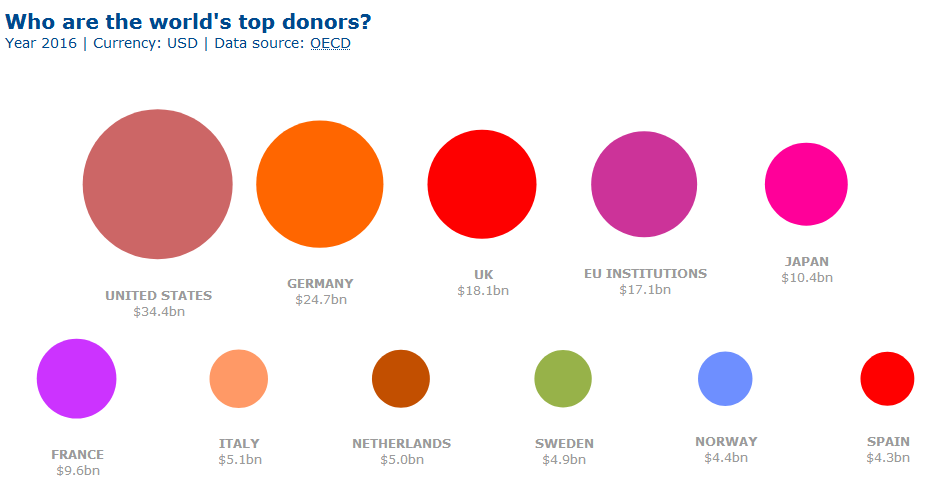 Who are the world's top donors?
Year 2016 | Currency: USD | Data source: OECD
UNITED STATES
$34.4bn
GERMANY
$24.7bn
UK
$18.1bn
EU INSTITUTIONS
$17.1bn
JAPAN
$10.4bn
FRANCE
$9.6bn
ITALY
$5.1bn
NETHERLANDS
$5.0bn
SWEDEN
$4.9bn
NORWAY
$4.4bn
SPAIN
$4.3bn